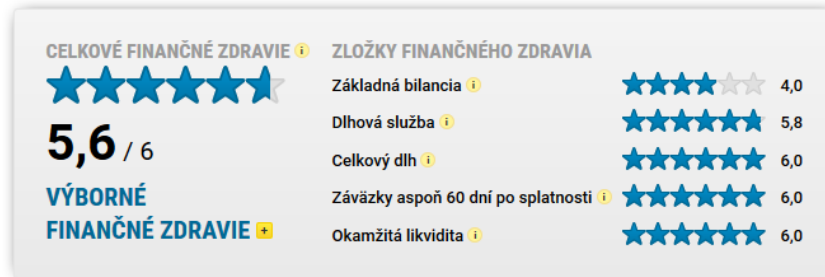 CELKOVÉ FINANČNÉ ZDRAVIE i
5,6 / 6
VÝBORNÉ
FINANČNÉ ZDRAVIE +
ZLOŽKY FINANČNÉHO ZDRAVIA
Základná bilancia i 4,0
Dlhová služba i 5,8
Celkový dlh i 6,0
Záväzky aspoň 60 dní po splatnosti i 6,0
Okamžitá likvidita i 6,0